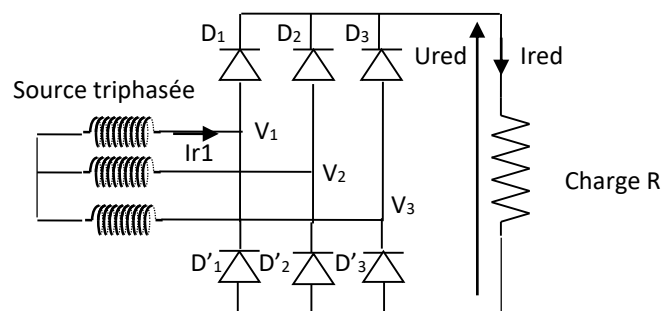 D₁ D₂ D₃
Ured Ired
Source triphasée
V₁
Ir1
V₂
Charge R
V₃
D'₁ D'₂ D'₃